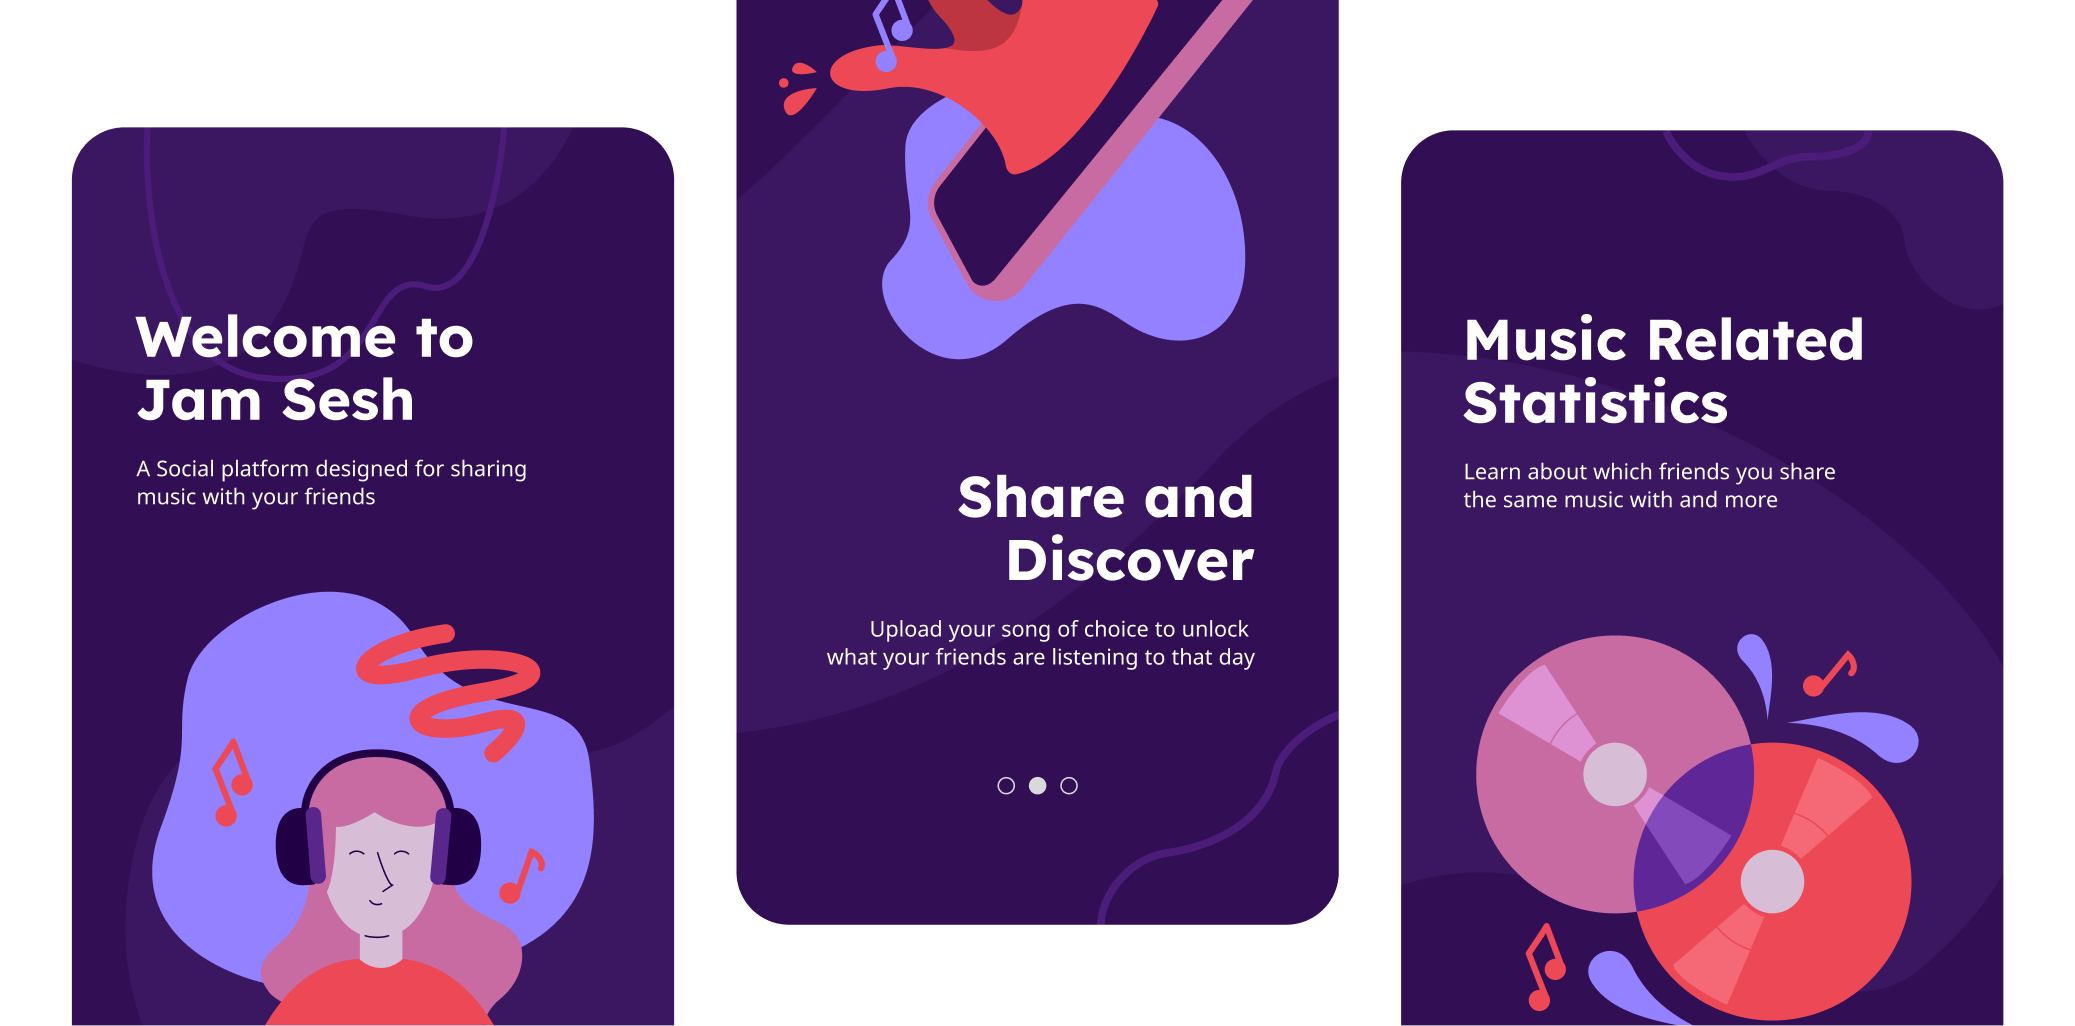 Welcome to
Jam Sesh
A Social platform designed for sharing
music with your friends
Share and
Discover
Upload your song of choice to unlock
what your friends are listening to that day
Music Related
Statistics
Learn about which friends you share
the same music with and more